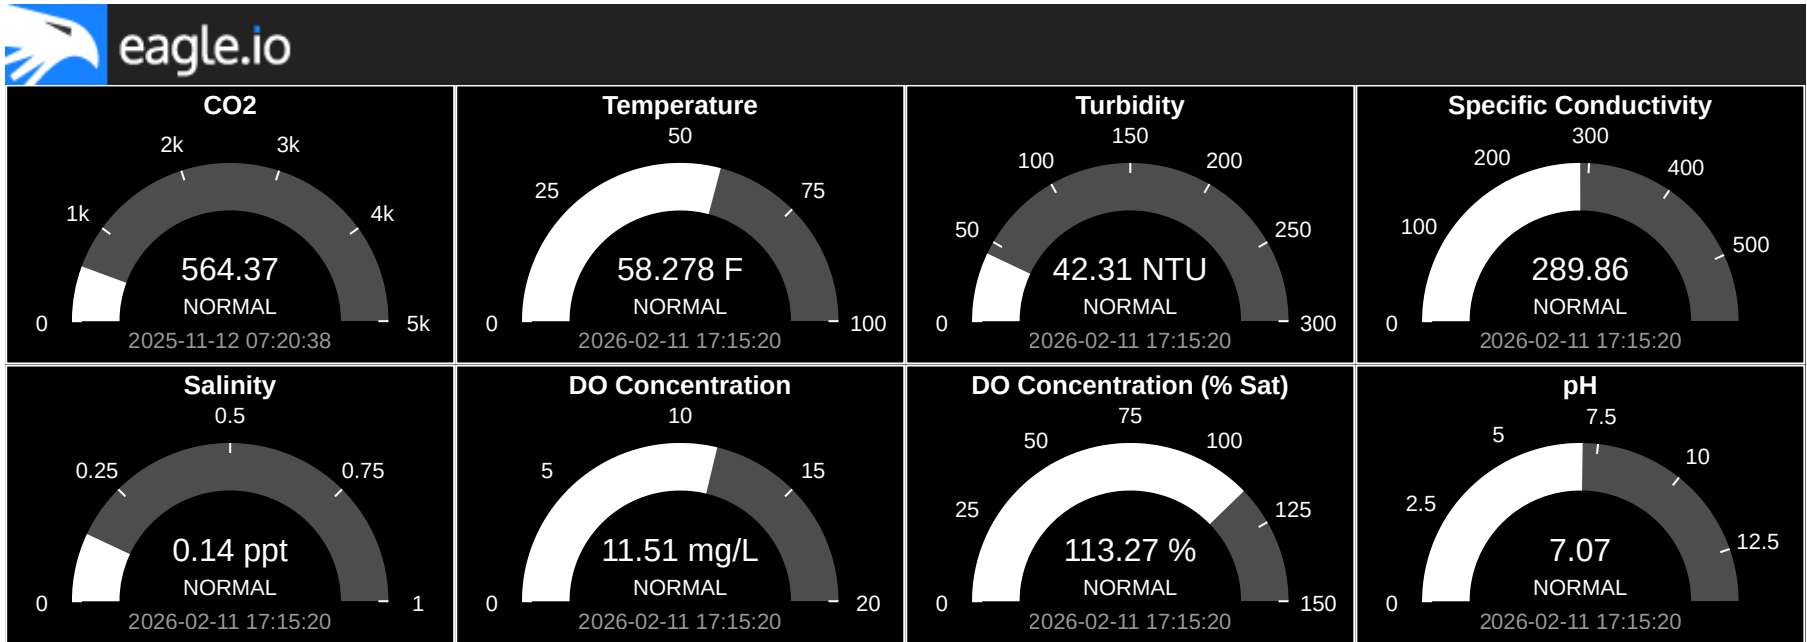 eagle.io
CO2
0
1k
2k
3k
4k
5k
564.37
NORMAL
2025-11-12 07:20:38
Temperature
0
25
50
75
100
58.278 F
NORMAL
2026-02-11 17:15:20
Turbidity
0
50
100
150
200
250
300
42.31 NTU
NORMAL
2026-02-11 17:15:20
Specific Conductivity
0
100
200
300
400
500
289.86
NORMAL
2026-02-11 17:15:20
Salinity
0
0.25
0.5
0.75
1
0.14 ppt
NORMAL
2026-02-11 17:15:20
DO Concentration
0
5
10
15
20
11.51 mg/L
NORMAL
2026-02-11 17:15:20
DO Concentration (% Sat)
0
25
50
75
100
125
150
113.27 %
NORMAL
2026-02-11 17:15:20
pH
0
2.5
5
7.5
10
12.5
7.07
NORMAL
2026-02-11 17:15:20